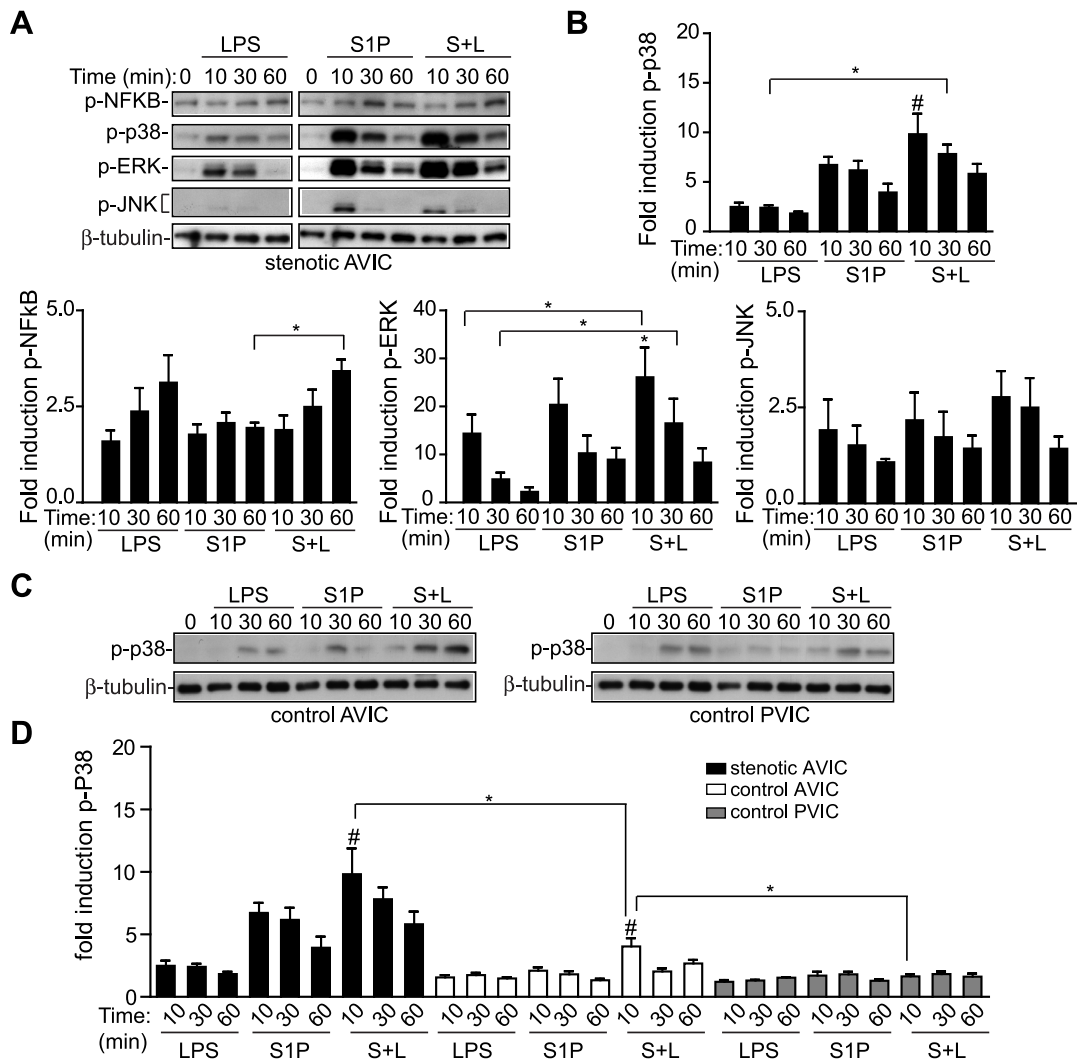 A
LPS S1P S+L
Time (min): 0 10 30 60 0 10 30 60 10 30 60
p-NFKB-
p-p38-
p-ERK-
p-JNK[
β-tubulin-
stenotic AVIC
B
Fold induction p-p38
20
15
10
5
0
*
#
Time: 10 30 60 10 30 60 10 30 60
(min) LPS S1P S+L
Fold induction p-NFkB
5.0
2.5
0.0
*
Time: 10 30 60 10 30 60 10 30 60
(min) LPS S1P S+L
Fold induction p-ERK
40
30
20
10
0
*
*
*
Time: 10 30 60 10 30 60 10 30 60
(min) LPS S1P S+L
Fold induction p-JNK
5.0
2.5
0.0
Time: 10 30 60 10 30 60 10 30 60
(min) LPS S1P S+L
C
LPS S1P S+L
0 10 30 60 10 30 60 10 30 60
p-p38-
β-tubulin-
control AVIC
LPS S1P S+L
0 10 30 60 10 30 60 10 30 60
p-p38-
β-tubulin-
control PVIC
D
fold induction p-P38
20
15
10
5
0
stenotic AVIC
control AVIC
control PVIC
*
#
*
#
Time: 10 30 60 10 30 60 10 30 60 10 30 60 10 30 60 10 30 60 10 30 60 10 30 60 10 30 60
(min) LPS S1P S+L LPS S1P S+L LPS S1P S+L